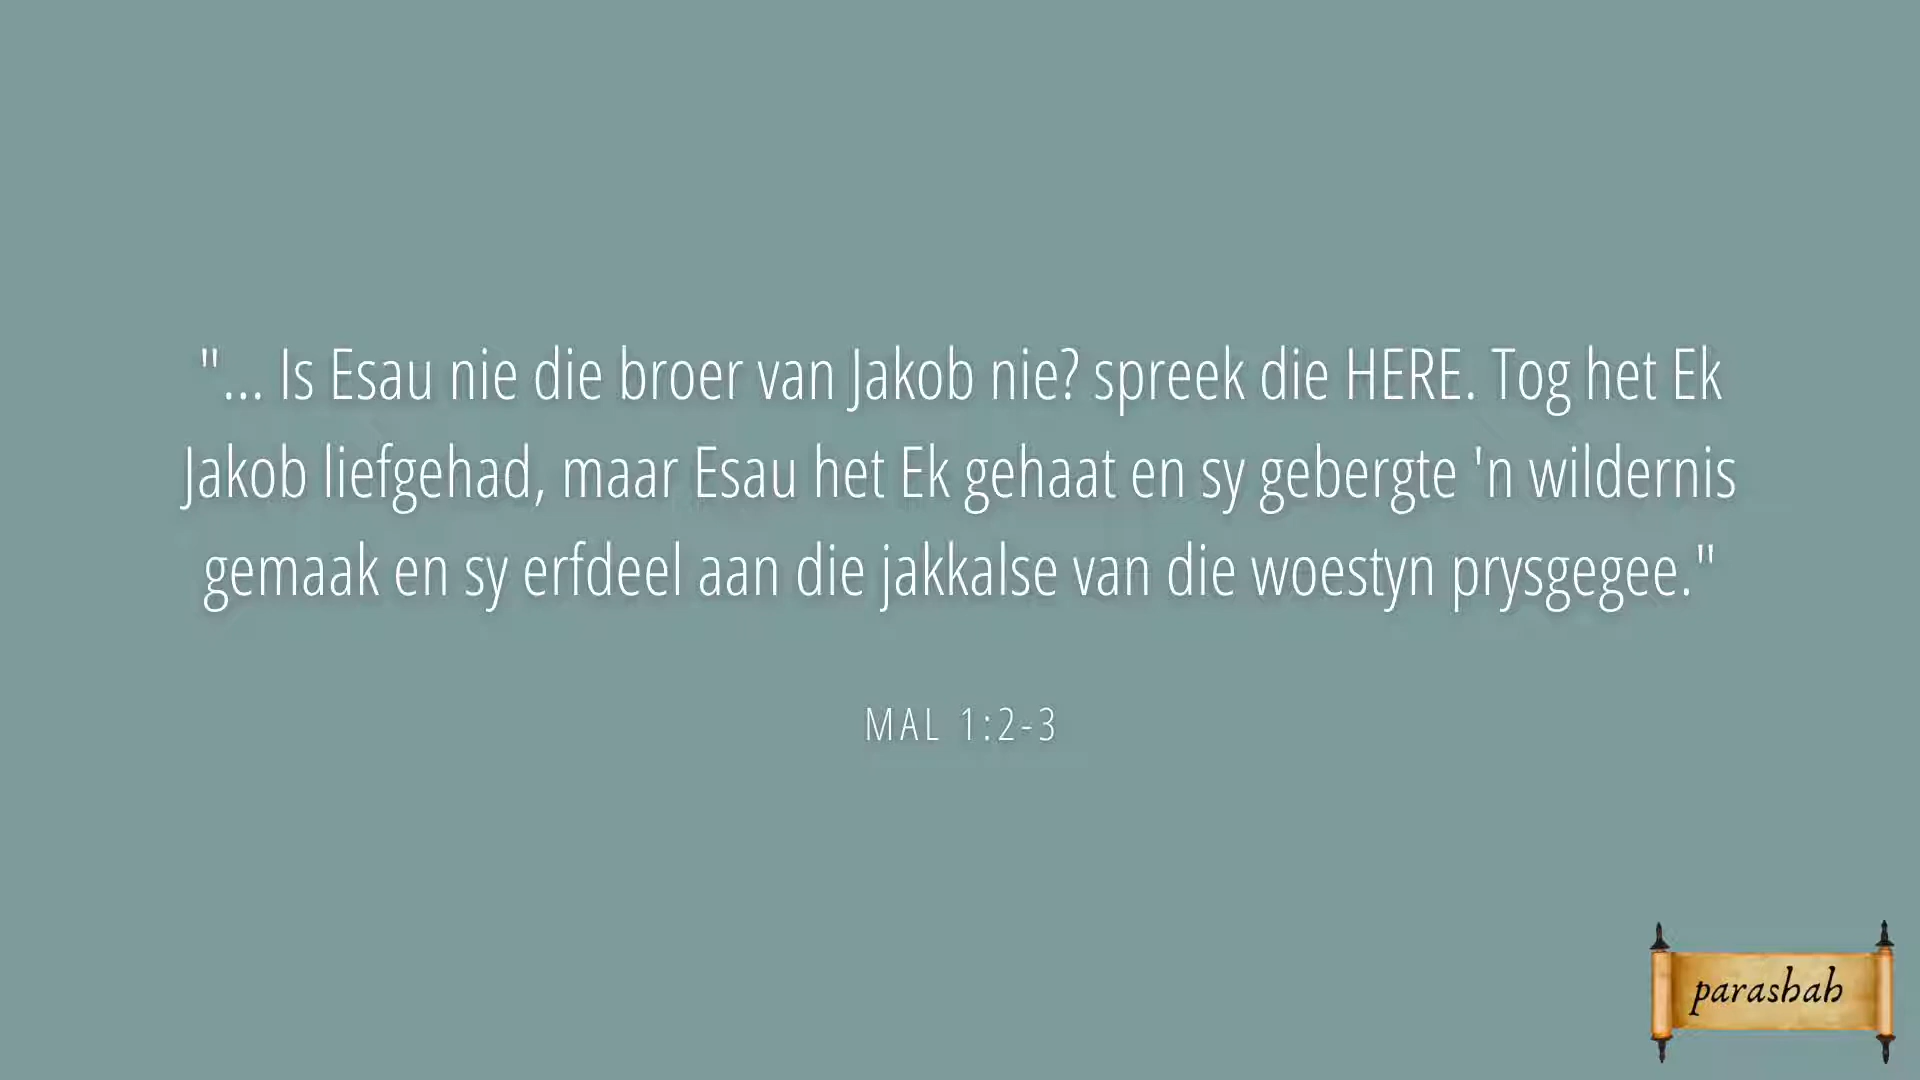 "... Is Esau nie die broer van Jakob nie? spreek die HERE. Tog het Ek
Jakob liefgehad, maar Esau het Ek gehaat en sy gebergte 'n wildernis
gemaak en sy erfdeel aan die jakkalse van die woestyn prysgegee."
MAL 1:2-3
parashah